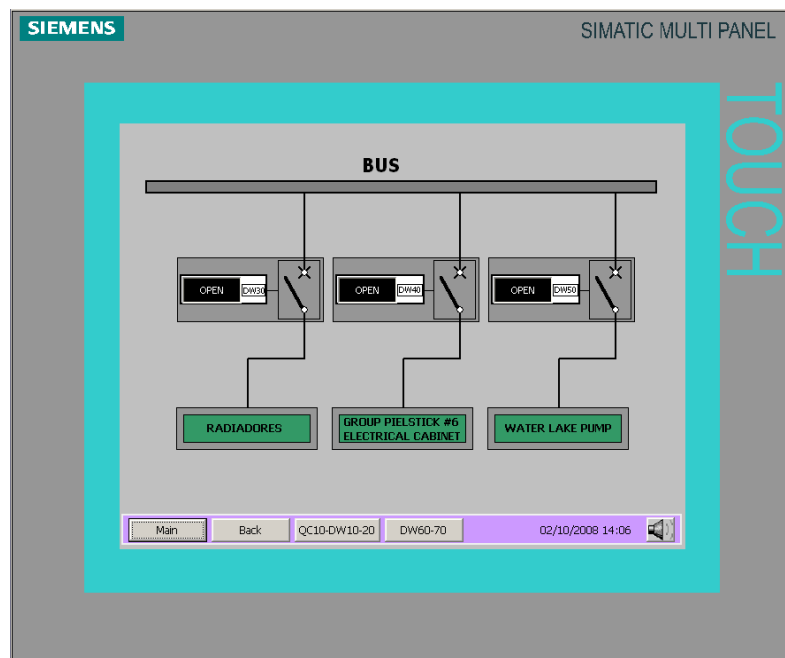 SIEMENS
SIMATIC MULTI PANEL
TOUCH
BUS
OPEN DW30
OPEN DW40
OPEN DW50
RADIADORES
GROUP PIELSTICK #6
ELECTRICAL CABINET
WATER LAKE PUMP
Main Back QC10-DW10-20 DW60-70 02/10/2008 14:06